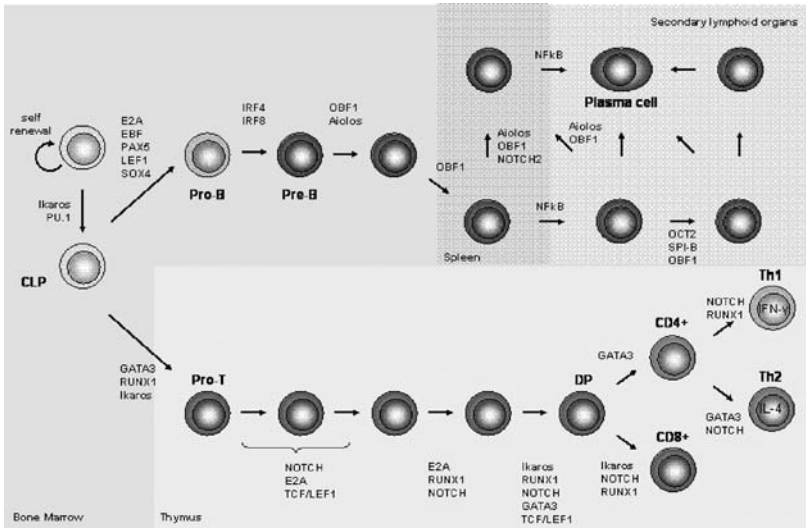 Secondary lymphoid organs
self
renewal
E2A
EBF
PAX5
LEF1
SOX4
IRF4
IRF8
OBF1
Aiolos
NFkB
Plasma cell
Pro-B
Pre-B
OBF1
Aiolos
OBF1
NOTCH2
Aiolos
OBF1
Ikaros
PU.1
CLP
NFkB
OCT2
SPI-B
OBF1
Spleen
GATA3
RUNX1
Ikaros
Pro-T
DP
GATA3
CD4+
NOTCH
RUNX1
Th1
IFN-γ
Th2
IL-4
GATA3
NOTCH
CD8+
NOTCH
E2A
TCF/LEF1
E2A
RUNX1
NOTCH
Ikaros
RUNX1
NOTCH
GATA3
TCF/LEF1
Ikaros
NOTCH
RUNX1
Bone Marrow
Thymus